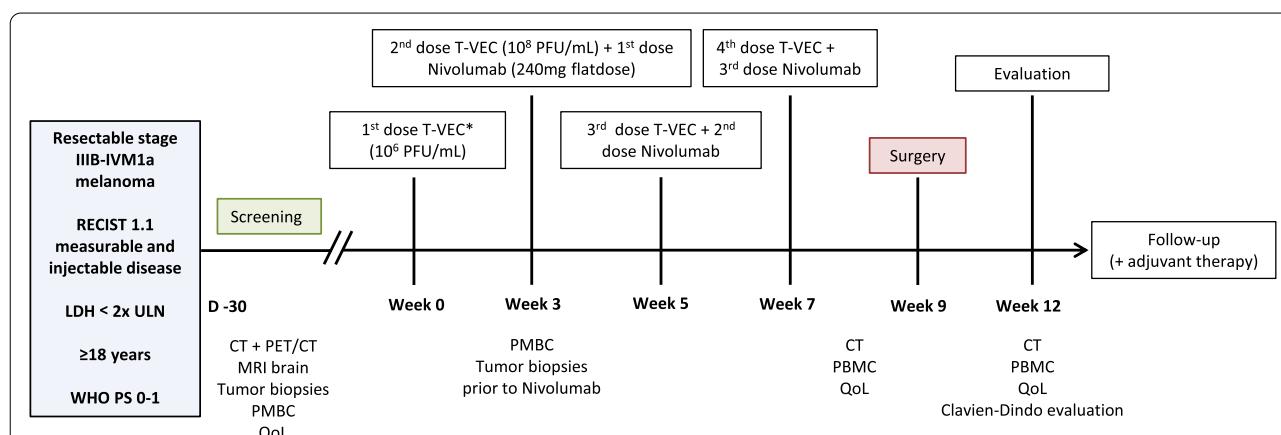 2nd dose T-VEC (10⁸ PFU/mL) + 1st dose
Nivolumab (240mg flatdose)
4th dose T-VEC +
3rd dose Nivolumab
Evaluation
1st dose T-VEC*
(10⁶ PFU/mL)
3rd dose T-VEC + 2nd
dose Nivolumab
Surgery
Resectable stage
IIIB-IVM1a
melanoma
RECIST 1.1
measurable and
injectable disease
LDH < 2x ULN
≥18 years
WHO PS 0-1
Screening
Follow-up
(+ adjuvant therapy)
D -30
Week 0
Week 3
Week 5
Week 7
Week 9
Week 12
CT + PET/CT
MRI brain
Tumor biopsies
PMBC
QoL
PMBC
Tumor biopsies
prior to Nivolumab
CT
PBMC
QoL
CT
PBMC
QoL
Clavien-Dindo evaluation